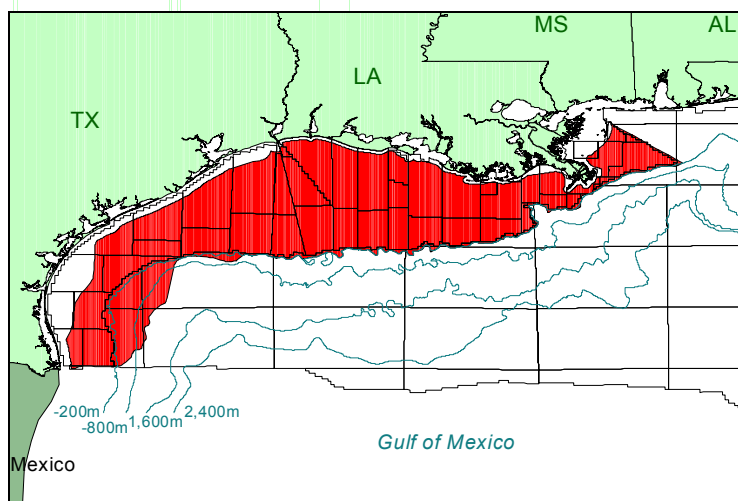 MS
AL
LA
TX
-200m
-800m
1,600m
2,400m
Gulf of Mexico
Mexico